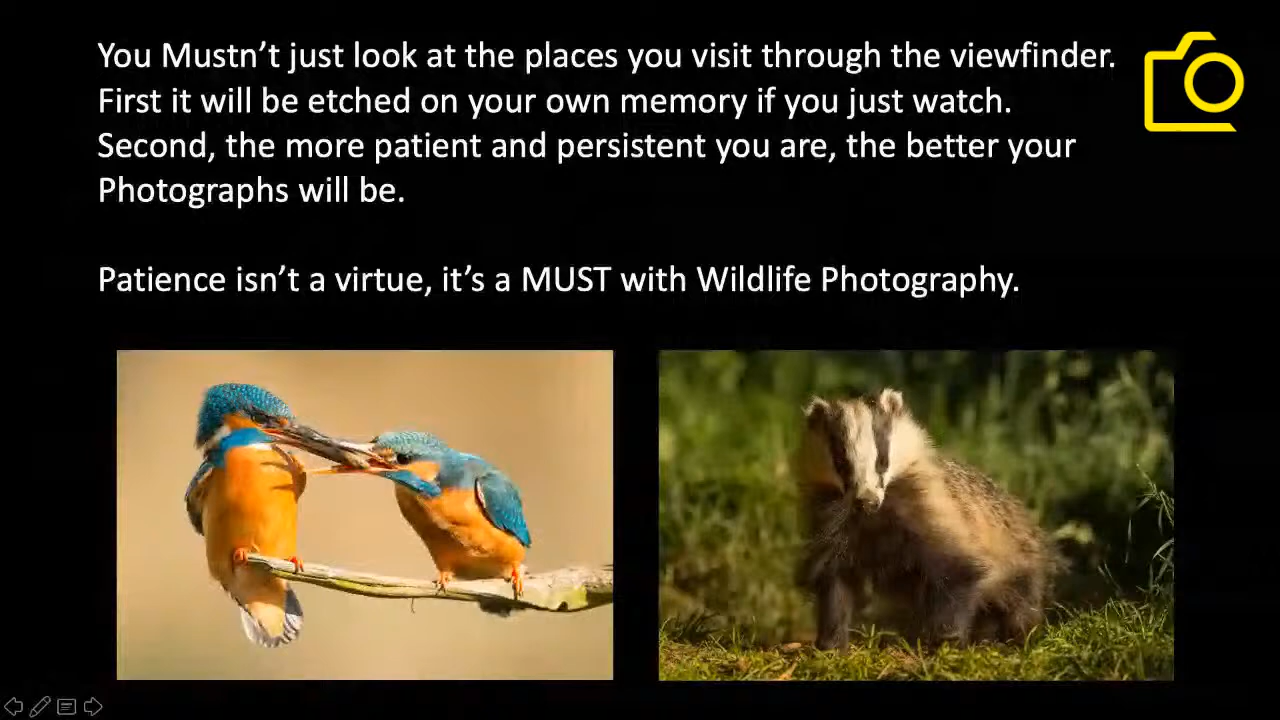 You Mustn't just look at the places you visit through the viewfinder.
First it will be etched on your own memory if you just watch.
Second, the more patient and persistent you are, the better your
Photographs will be.
Patience isn't a virtue, it's a MUST with Wildlife Photography.